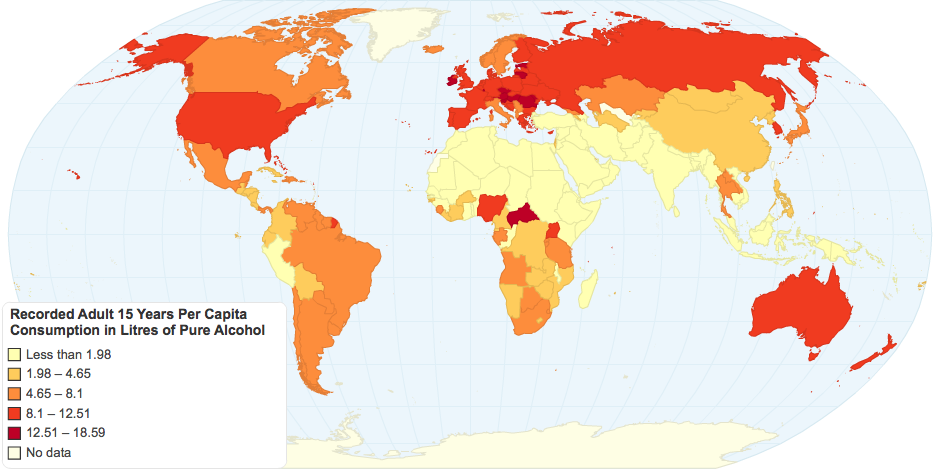 Recorded Adult 15 Years Per Capita
Consumption in Litres of Pure Alcohol
Less than 1.98
1.98 – 4.65
4.65 – 8.1
8.1 – 12.51
12.51 – 18.59
No data